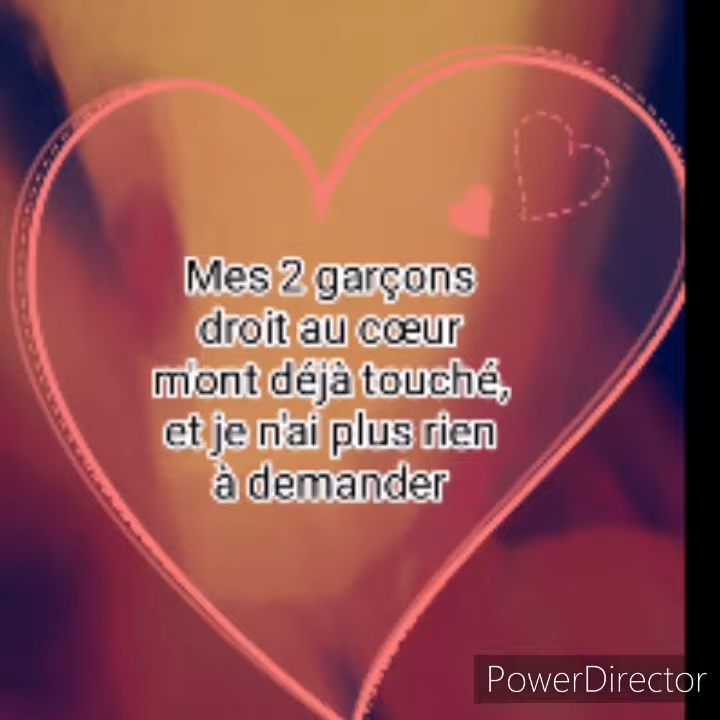 Mes 2 garçons
droit au cœur
m'ont déjà touché,
et je n'ai plus rien
à demander
PowerDirector